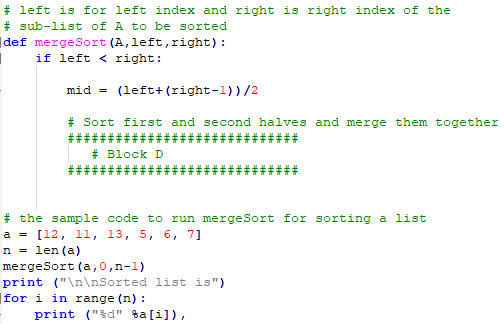 # left is for left index and right is right index of the
# sub-list of A to be sorted
def mergeSort(A,left,right):
    if left < right:
        mid = (left+(right-1))/2
        # Sort first and second halves and merge them together
        #############################
           # Block D
        #############################
# the sample code to run mergeSort for sorting a list
a = [12, 11, 13, 5, 6, 7]
n = len(a)
mergeSort(a,0,n-1)
print ("\n\nSorted list is")
for i in range(n):
    print ("%d" %a[i]),